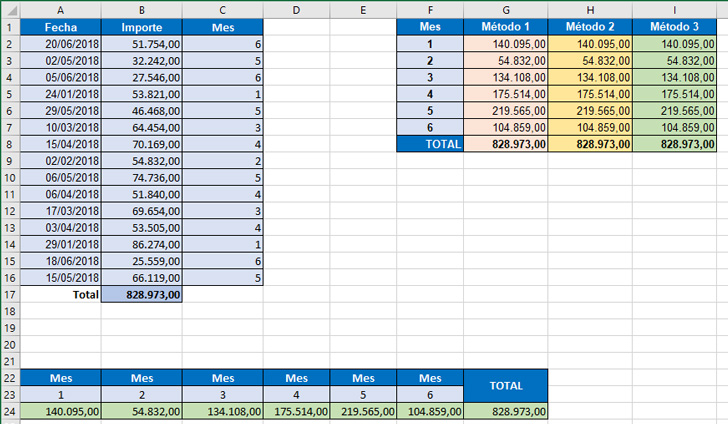 A B C D E F G H I
1 Fecha Importe Mes Mes Método 1 Método 2 Método 3
2 20/06/2018 51.754,00 6 1 140.095,00 140.095,00 140.095,00
3 02/05/2018 32.242,00 5 2 54.832,00 54.832,00 54.832,00
4 05/06/2018 27.546,00 6 3 134.108,00 134.108,00 134.108,00
5 24/01/2018 53.821,00 1 4 175.514,00 175.514,00 175.514,00
6 29/05/2018 46.468,00 5 5 219.565,00 219.565,00 219.565,00
7 10/03/2018 64.454,00 3 6 104.859,00 104.859,00 104.859,00
8 15/04/2018 70.169,00 4 TOTAL 828.973,00 828.973,00 828.973,00
9 02/02/2018 54.832,00 2
10 06/05/2018 74.736,00 5
11 06/04/2018 51.840,00 4
12 17/03/2018 69.654,00 3
13 03/04/2018 53.505,00 4
14 29/01/2018 86.274,00 1
15 18/06/2018 25.559,00 6
16 15/05/2018 66.119,00 5
17 Total 828.973,00
18
19
20
21
22 Mes Mes Mes Mes Mes Mes TOTAL
23 1 2 3 4 5 6
24 140.095,00 54.832,00 134.108,00 175.514,00 219.565,00 104.859,00 828.973,00